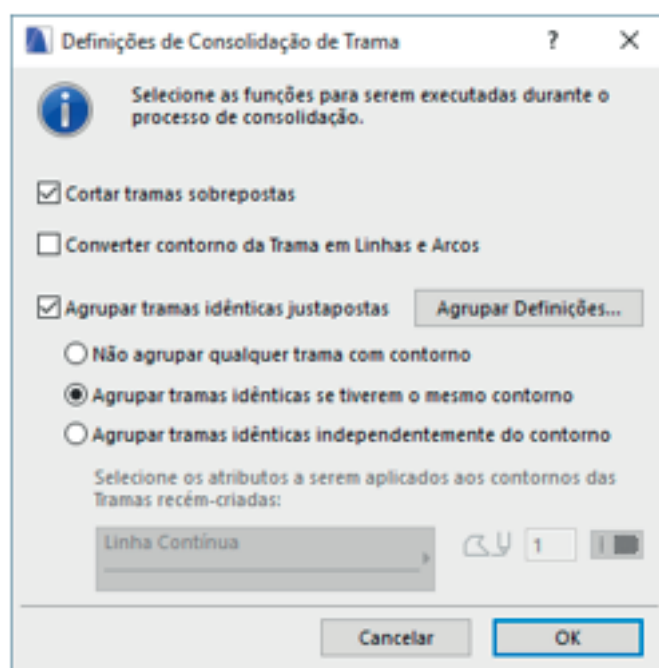 Definições de Consolidação de Trama ? X
Selecione as funções para serem executadas durante o
processo de consolidação.
Cortar tramas sobrepostas
Converter contorno da Trama em Linhas e Arcos
Agrupar tramas idênticas justapostas Agrupar Definições...
Não agrupar qualquer trama com contorno
Agrupar tramas idênticas se tiverem o mesmo contorno
Agrupar tramas idênticas independentemente do contorno
Selecione os atributos a serem aplicados aos contornos das
Tramas recém-criadas:
Linha Contínua 1
Cancelar OK